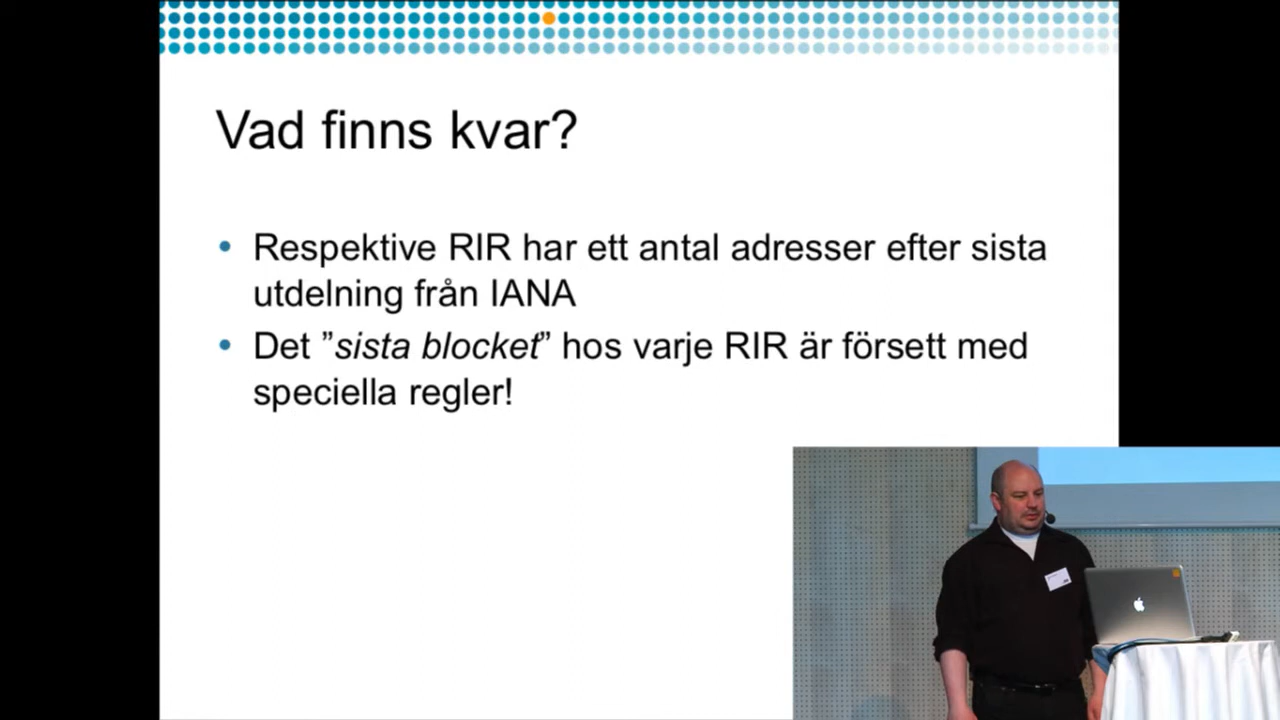 Vad finns kvar?
• Respektive RIR har ett antal adresser efter sista
utdelning från IANA
• Det ”sista blocket” hos varje RIR är försett med
speciella regler!